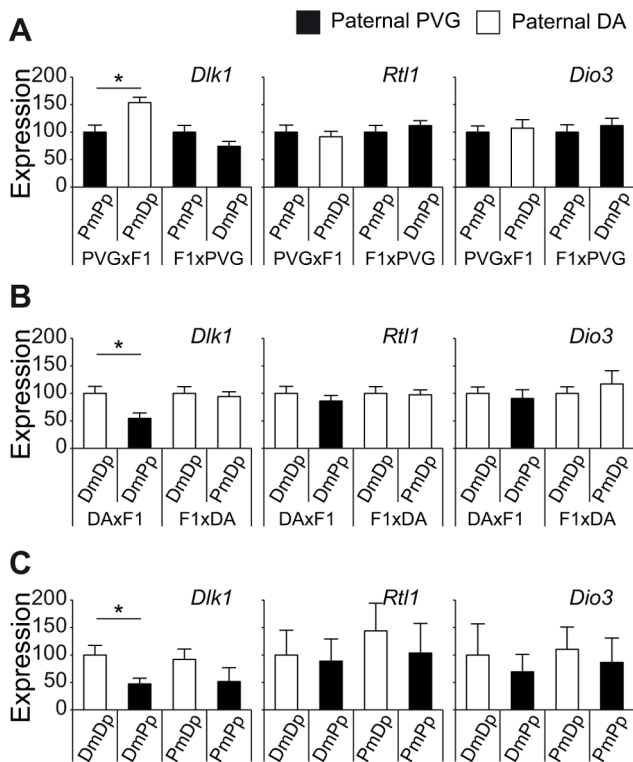 Paternal PVG Paternal DA
A
Dlk1 Rtl1 Dio3
Expression
200
150
100
50
0
PmPp PmDp PmPp DmPp PmPp PmDp PmPp DmPp PmPp PmDp PmPp DmPp
PVGxF1 F1xPVG PVGxF1 F1xPVG PVGxF1 F1xPVG
*
B
Dlk1 Rtl1 Dio3
Expression
200
150
100
50
0
*
DmDp DmPp DmDp PmDp DmDp DmPp DmDp PmDp DmDp DmPp DmDp PmDp
DAxF1 F1xDA DAxF1 F1xDA DAxF1 F1xDA
C
Dlk1 Rtl1 Dio3
Expression
200
150
100
50
0
*
DmDp DmPp PmDp PmPp DmDp DmPp PmDp PmPp DmDp DmPp PmDp PmPp